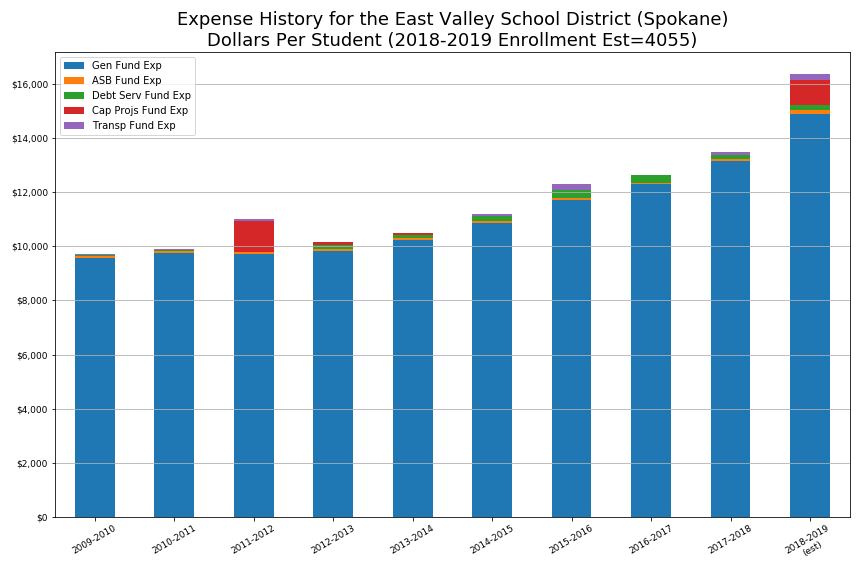 Expense History for the East Valley School District (Spokane)
Dollars Per Student (2018-2019 Enrollment Est=4055)
Gen Fund Exp
ASB Fund Exp
Debt Serv Fund Exp
Cap Projs Fund Exp
Transp Fund Exp
$16,000
$14,000
$12,000
$10,000
$8,000
$6,000
$4,000
$2,000
$0
2009-2010
2010-2011
2011-2012
2012-2013
2013-2014
2014-2015
2015-2016
2016-2017
2017-2018
2018-2019
(est)